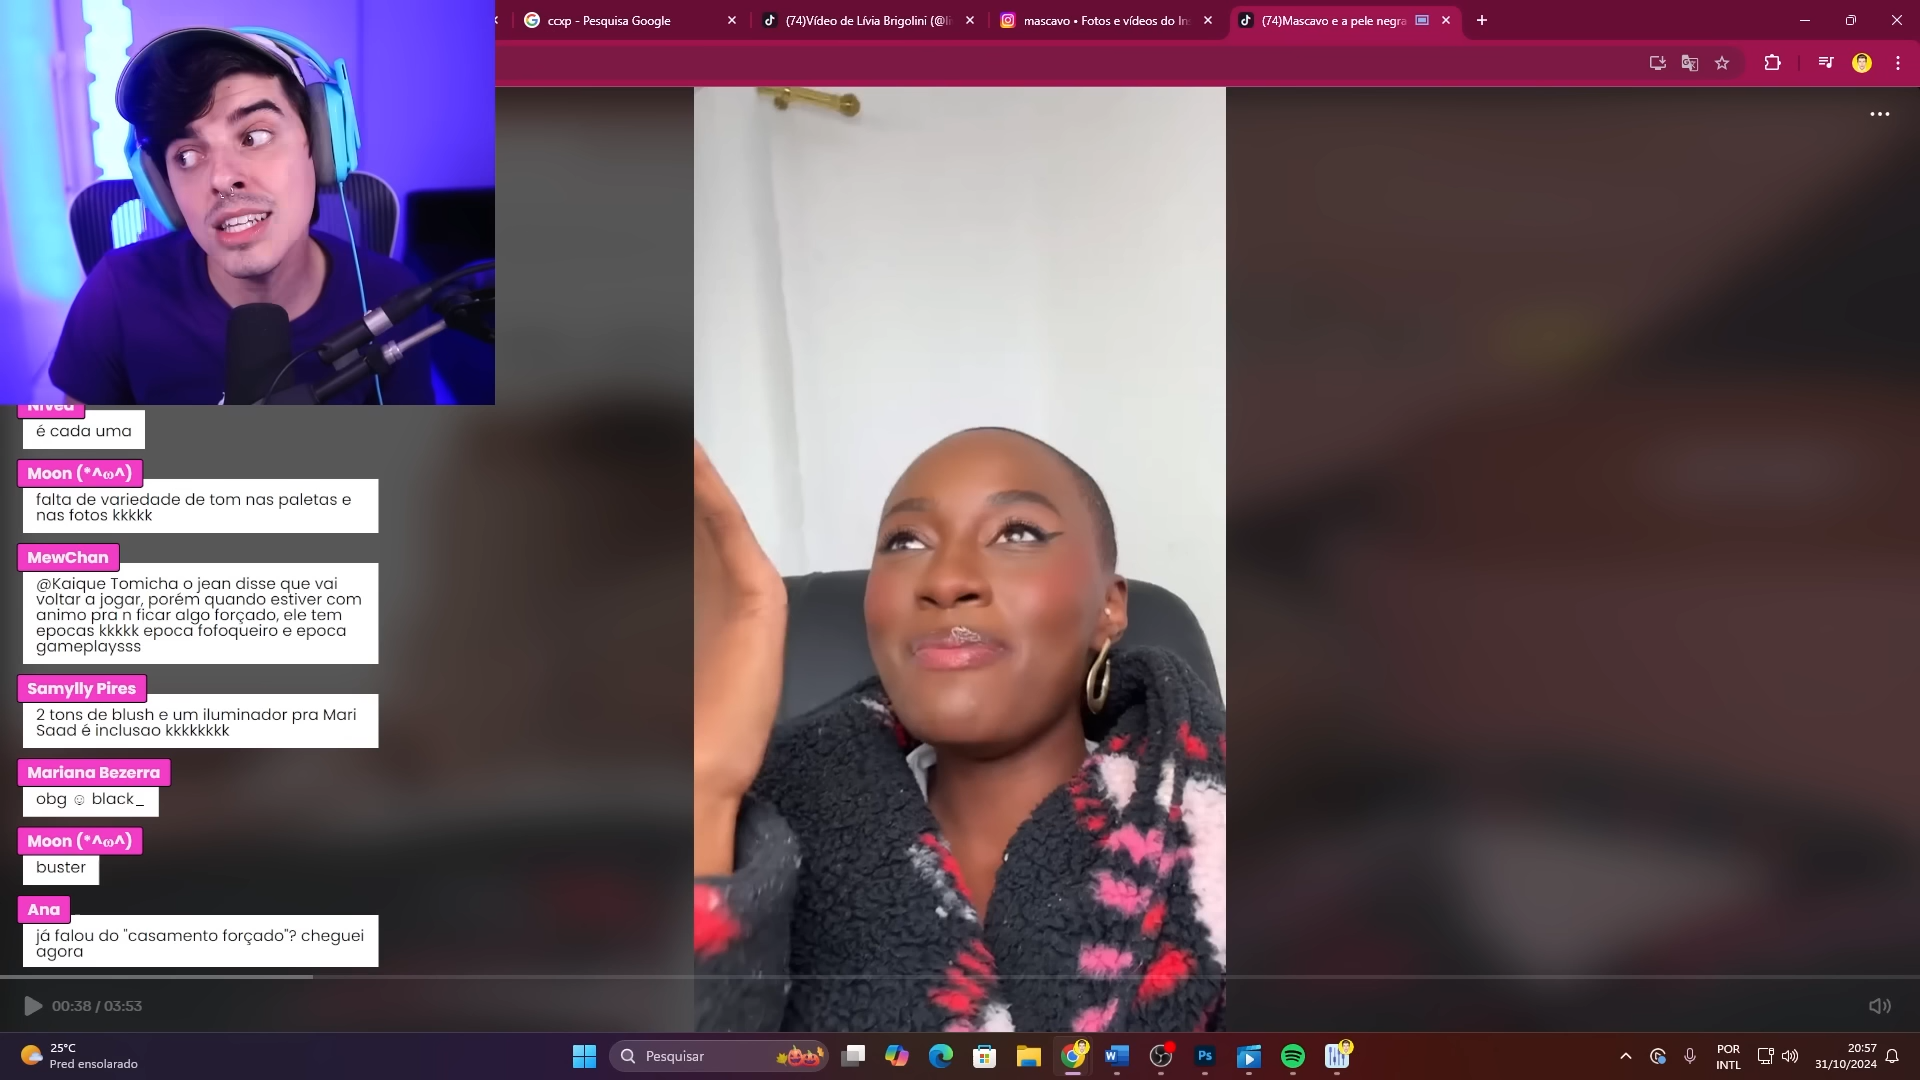 ccxp - Pesquisa Google
(74)Vídeo de Lívia Brigolini (@li
mascavo • Fotos e vídeos do In
(74)Mascavo e a pele negra
Nivea
é cada uma
Moon (*^ω^)
falta de variedade de tom nas paletas e
nas fotos kkkkk
MewChan
@Kaique Tomicha o jean disse que vai
voltar a jogar, porém quando estiver com
animo pra n ficar algo forçado, ele tem
epocas kkkkk epoca fofoqueiro e epoca
gameplaysss
Samylly Pires
2 tons de blush e um iluminador pra Mari
Saad é inclusao kkkkkkkk
Mariana Bezerra
obg ☺ black_
Moon (*^ω^)
buster
Ana
já falou do "casamento forçado"? cheguei
agora
00:38 / 03:53
25°C
Pred ensolarado
Pesquisar
POR
INTL
20:57
31/10/2024